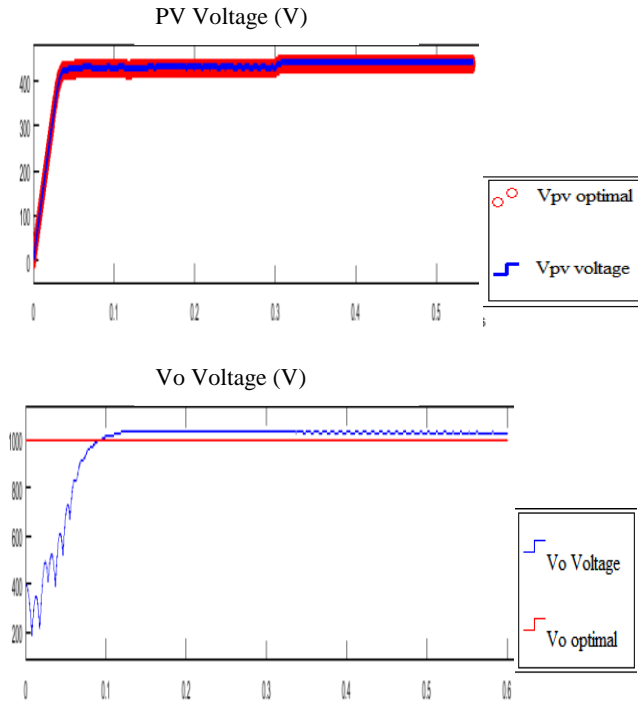 PV Voltage (V)
400
300
200
100
0
0 0.1 0.2 0.3 0.4 0.5
s
Vpv optimal
Vpv voltage
Vo Voltage (V)
1000
800
600
400
200
0 0.1 0.2 0.3 0.4 0.5 0.6
Vo Voltage
Vo optimal